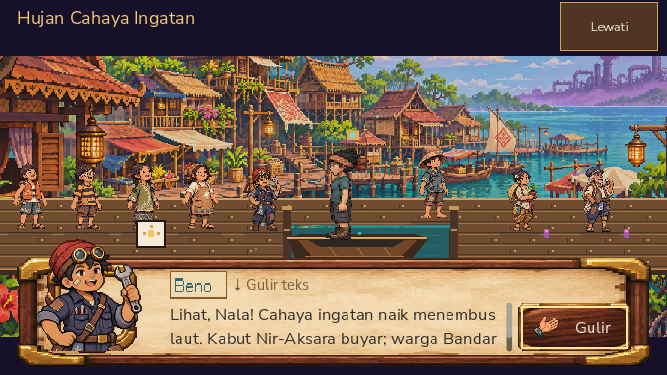 Hujan Cahaya Ingatan
Lewati
Beno
↓ Gulir teks
Lihat, Nala! Cahaya ingatan naik menembus
laut. Kabut Nir-Aksara buyar; warga Bandar
Gulir